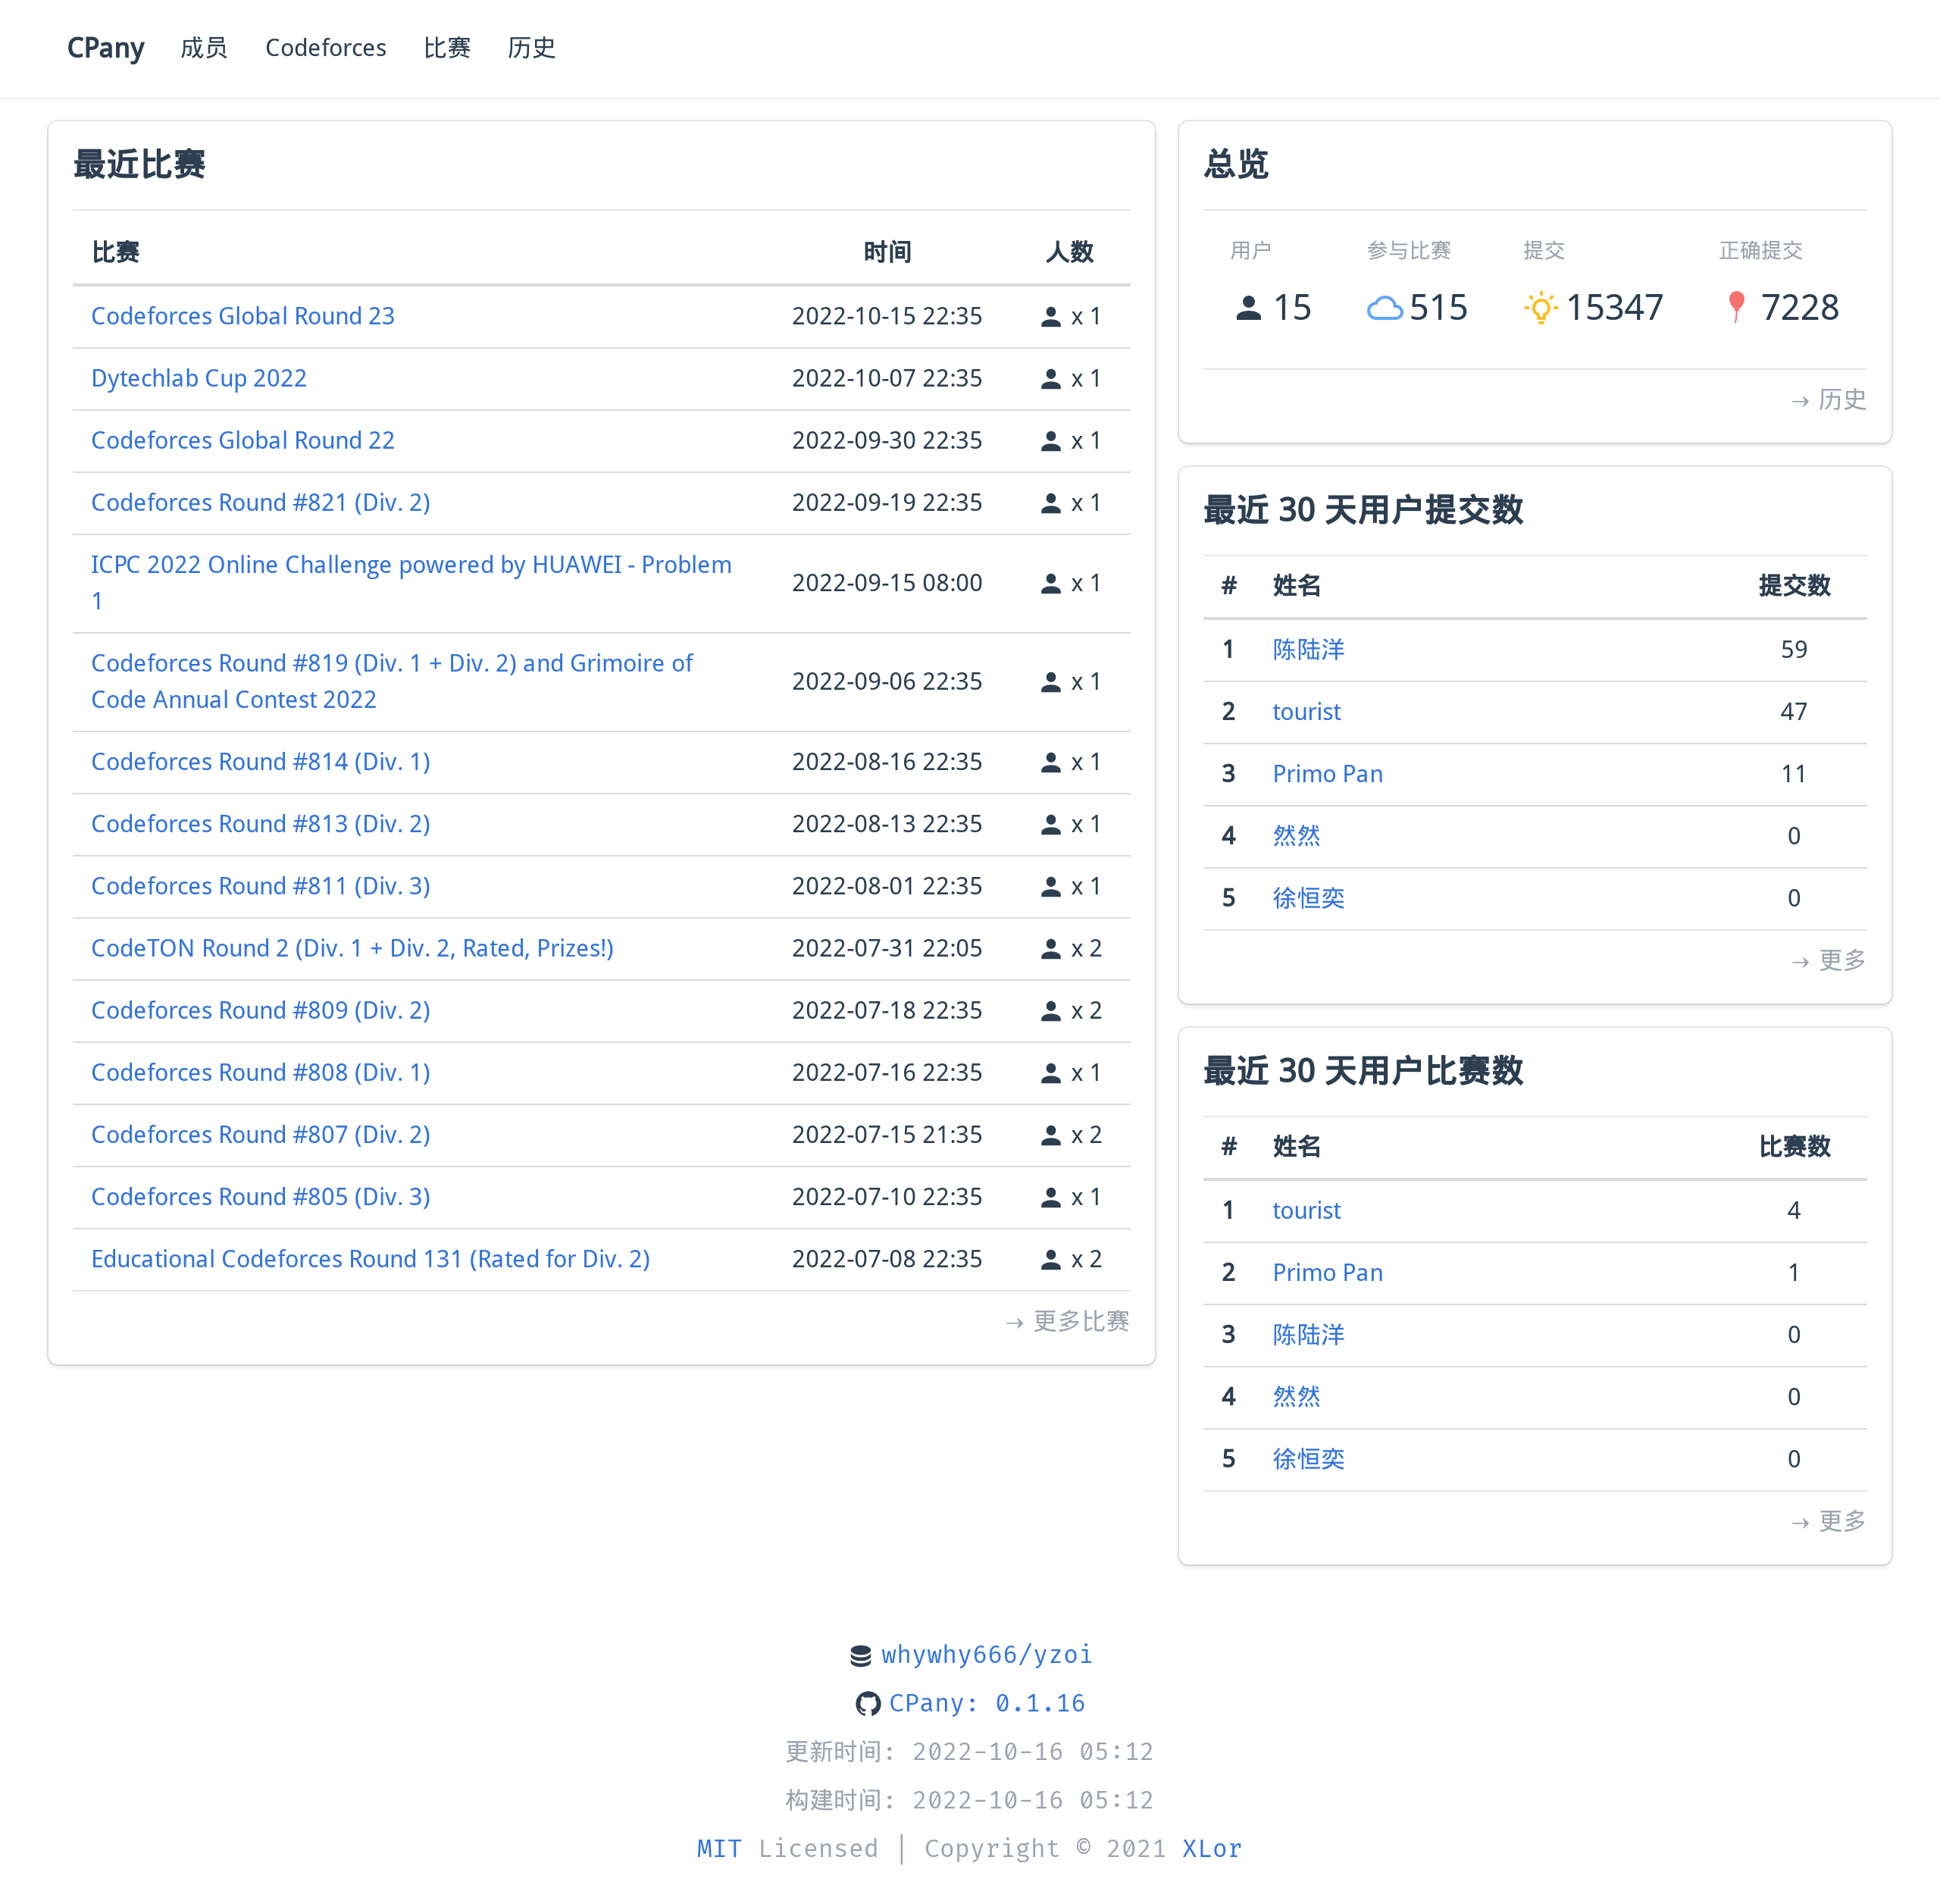 CPany 成员 Codeforces 比赛 历史
最近比赛
比赛 时间 人数
Codeforces Global Round 23 2022-10-15 22:35 x 1
Dytechlab Cup 2022 2022-10-07 22:35 x 1
Codeforces Global Round 22 2022-09-30 22:35 x 1
Codeforces Round #821 (Div. 2) 2022-09-19 22:35 x 1
ICPC 2022 Online Challenge powered by HUAWEI - Problem
1 2022-09-15 08:00 x 1
Codeforces Round #819 (Div. 1 + Div. 2) and Grimoire of
Code Annual Contest 2022 2022-09-06 22:35 x 1
Codeforces Round #814 (Div. 1) 2022-08-16 22:35 x 1
Codeforces Round #813 (Div. 2) 2022-08-13 22:35 x 1
Codeforces Round #811 (Div. 3) 2022-08-01 22:35 x 1
CodeTON Round 2 (Div. 1 + Div. 2, Rated, Prizes!) 2022-07-31 22:05 x 2
Codeforces Round #809 (Div. 2) 2022-07-18 22:35 x 2
Codeforces Round #808 (Div. 1) 2022-07-16 22:35 x 1
Codeforces Round #807 (Div. 2) 2022-07-15 21:35 x 2
Codeforces Round #805 (Div. 3) 2022-07-10 22:35 x 1
Educational Codeforces Round 131 (Rated for Div. 2) 2022-07-08 22:35 x 2
→ 更多比赛
总览
用户 参与比赛 提交 正确提交
15 515 15347 7228
→ 历史
最近 30 天用户提交数
# 姓名 提交数
1 陈陆洋 59
2 tourist 47
3 Primo Pan 11
4 然然 0
5 徐恒奕 0
→ 更多
最近 30 天用户比赛数
# 姓名 比赛数
1 tourist 4
2 Primo Pan 1
3 陈陆洋 0
4 然然 0
5 徐恒奕 0
→ 更多
whywhy666/yzoi
CPany: 0.1.16
更新时间: 2022-10-16 05:12
构建时间: 2022-10-16 05:12
MIT Licensed | Copyright © 2021 XLor